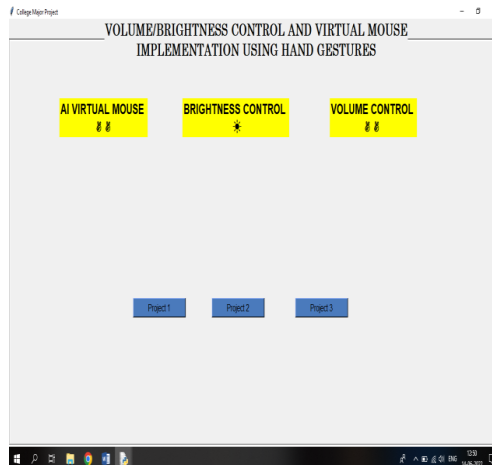 College Major Project
VOLUME/BRIGHTNESS CONTROL AND VIRTUAL MOUSE
IMPLEMENTATION USING HAND GESTURES
AI VIRTUAL MOUSE
BRIGHTNESS CONTROL
VOLUME CONTROL
Project 1
Project 2
Project 3
ENG
12:50